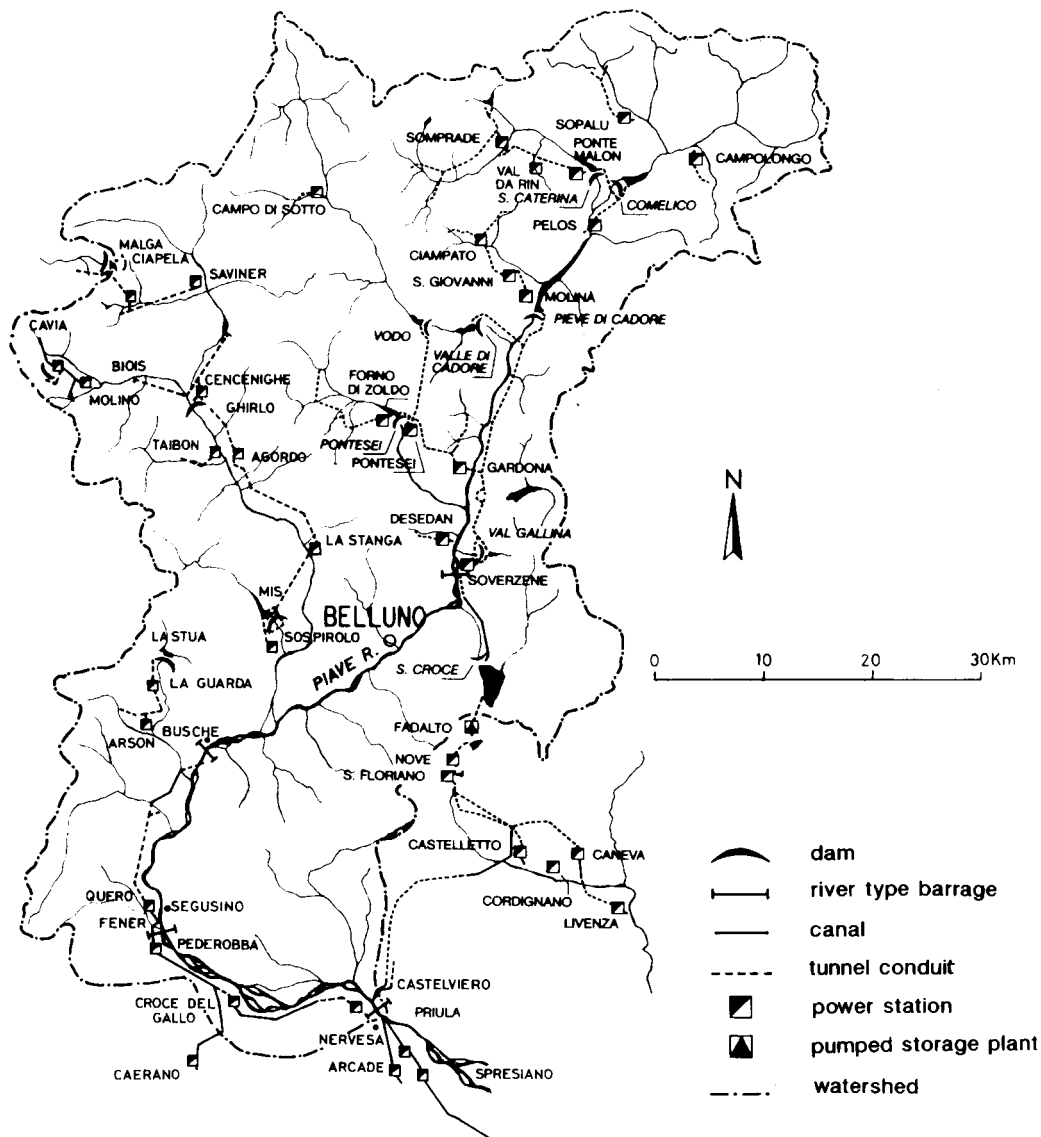 SOMPRADE
SOPALU
PONTE
MALON
CAMPOLONGO
VAL
DA RIN
S. CATERINA
COMELICO
CAMPO DI SOTTO
PELOS
MALGA
CIAPELA
CIAMPATO
SAVINER
S. GIOVANNI
MOLINA
PIEVE DI CADORE
CAVIA
VODO
VALLE DI
CADORE
BIOIS
FORNO
DI ZOLDO
MOLINO
CENCENIGHE
GHIRLO
TAIBON
AGORDO
PONTESEI
PONTESEI
GARDONA
N
DESEDAN
VAL GALLINA
LA STANGA
SOVERZENE
MIS
BELLUNO
SOSPIROLO
LA STUA
PIAVE R.
S. CROCE
0 10 20 30Km
LA GUARDA
ARSON
BUSCHE
FADALTO
NOVE
S. FLORIANO
CASTELLETTO
CANEVA
CORDIGNANO
LIVENZA
QUERO
SEGUSINO
FENER
PEDEROBBA
CROCE DEL
GALLO
CASTELVIERO
PRIULA
NERVESA
CAERANO
ARCADE
SPRESIANO
dam
river type barrage
canal
tunnel conduit
power station
pumped storage plant
watershed